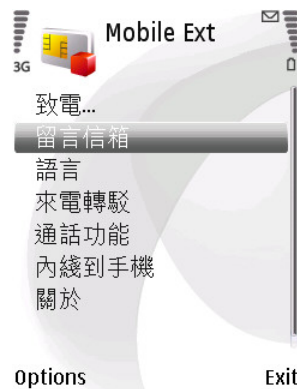 Mobile Ext
3G
致電...
留言信箱
語言
來電轉駁
通話功能
內綫到手機
關於
Options
Exit